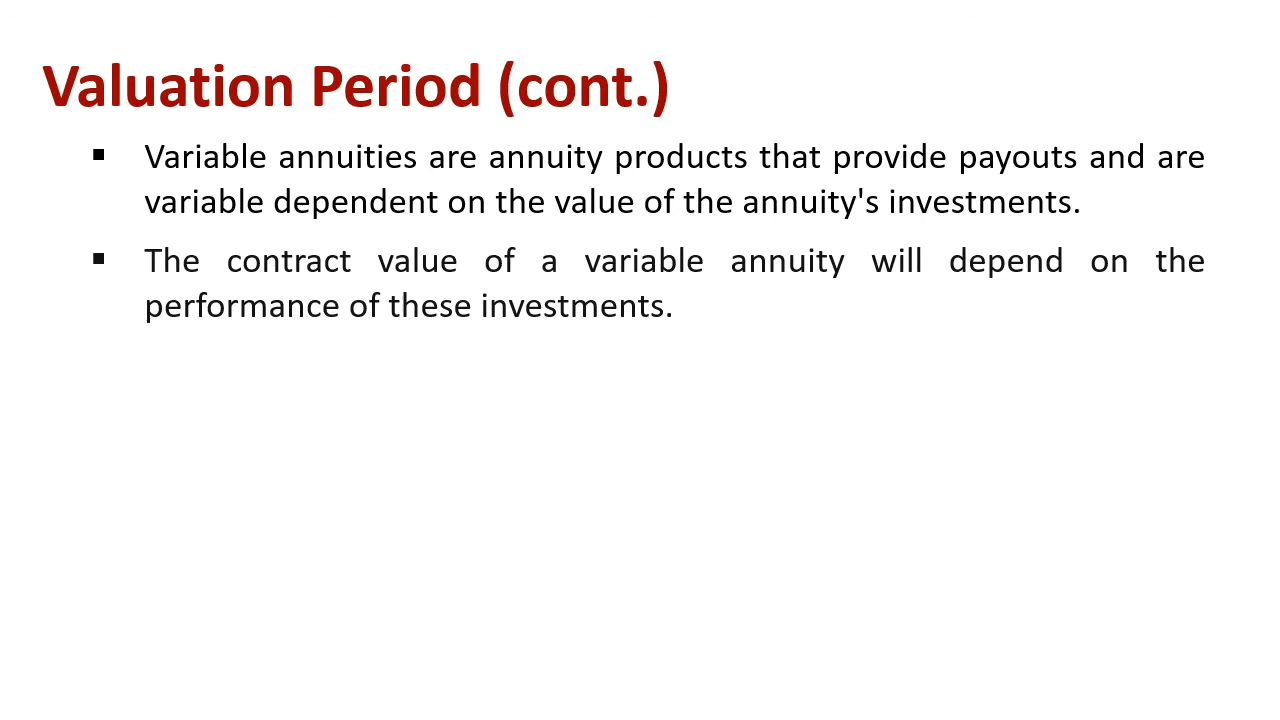 Valuation Period (cont.)
▪ Variable annuities are annuity products that provide payouts and are
variable dependent on the value of the annuity's investments.
▪ The contract value of a variable annuity will depend on the
performance of these investments.